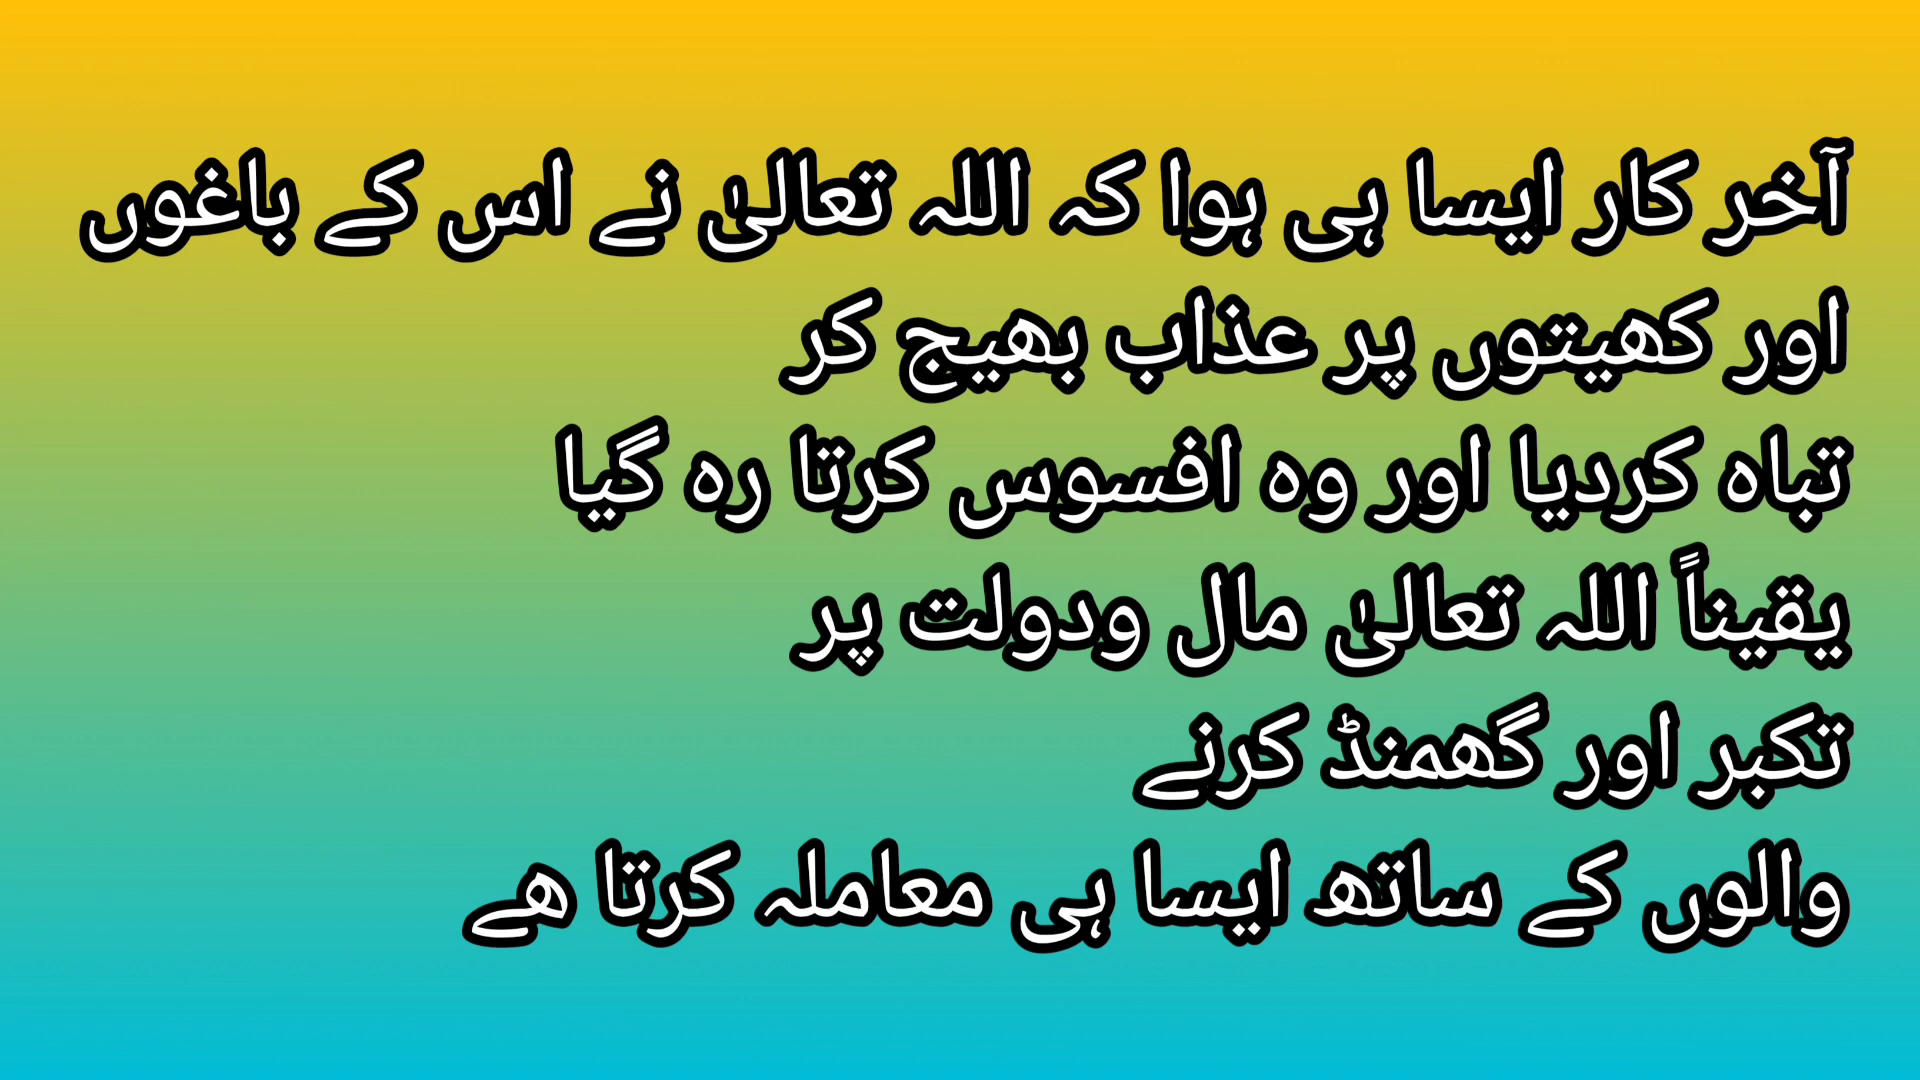 آخر کار ایسا ہی ہوا کہ اللہ تعالیٰ نے اس کے باغوں
اور کھیتوں پر عذاب بھیج کر
تباہ کردیا اور وہ افسوس کرتا رہ گیا
یقیناً اللہ تعالیٰ مال ودولت پر
تکبر اور گھمنڈ کرنے
والوں کے ساتھ ایسا ہی معاملہ کرتا ھے